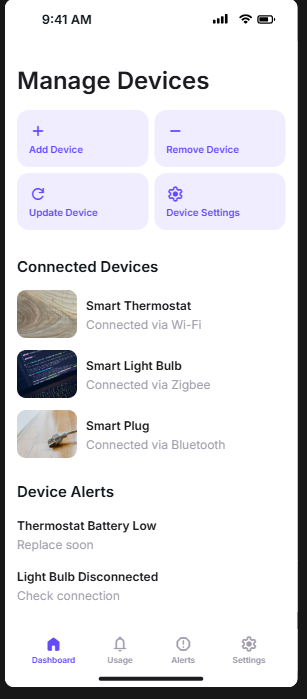 9:41 AM
Manage Devices
Add Device
Remove Device
Update Device
Device Settings
Connected Devices
Smart Thermostat
Connected via Wi-Fi
Smart Light Bulb
Connected via Zigbee
Smart Plug
Connected via Bluetooth
Device Alerts
Thermostat Battery Low
Replace soon
Light Bulb Disconnected
Check connection
Dashboard Usage Alerts Settings